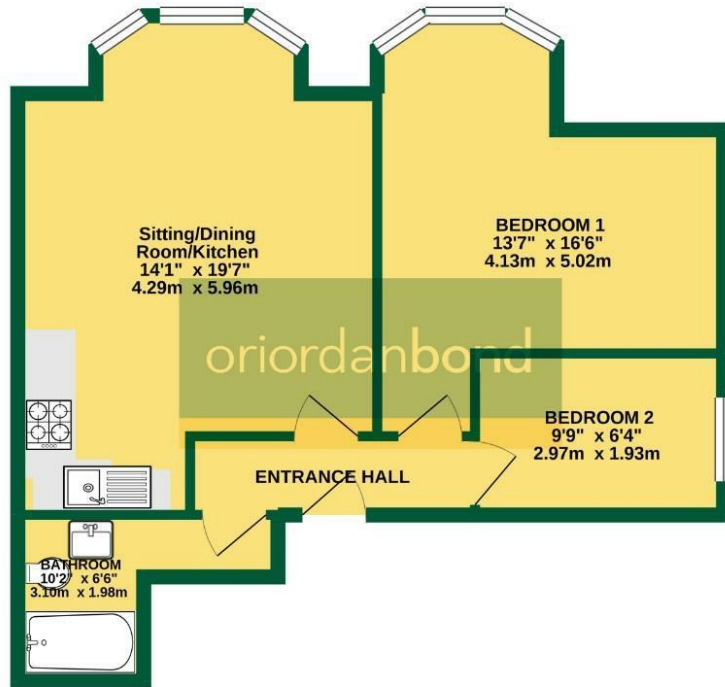 Sitting/Dining
Room/Kitchen
14'1" x 19'7"
4.29m x 5.96m
BEDROOM 1
13'7" x 16'6"
4.13m x 5.02m
oriordanbond
BEDROOM 2
9'9" x 6'4"
2.97m x 1.93m
ENTRANCE HALL
BATHROOM
10'2" x 6'6"
3.10m x 1.98m